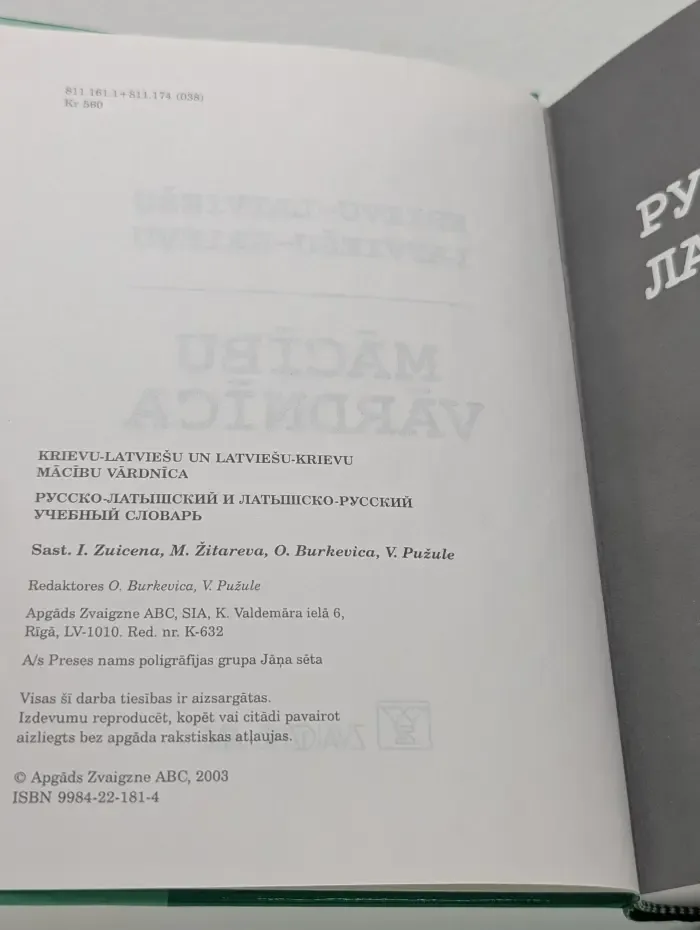 811.161.1+811.174 (038)
Kr 560
KRIEVU-LATVIEŠU UN LATVIEŠU-KRIEVU
MĀCĪBU VĀRDNĪCA
РУССКО-ЛАТЫШСКИЙ И ЛАТЫШСКО-РУССКИЙ
УЧЕБНЫЙ СЛОВАРЬ
Sast. I. Zuicena, M. Žitareva, O. Burkevica, V. Pužule
Redaktores O. Burkevica, V. Pužule
Apgāds Zvaigzne ABC, SIA, K. Valdemāra ielā 6,
Rīgā, LV-1010. Red. nr. K-632
A/s Preses nams poligrāfijas grupa Jāņa sēta
Visas šī darba tiesības ir aizsargātas.
Izdevumu reproducēt, kopēt vai citādi pavairot
aizliegts bez apgāda rakstiskas atļaujas.
© Apgāds Zvaigzne ABC, 2003
ISBN 9984-22-181-4
РУ
ЛА